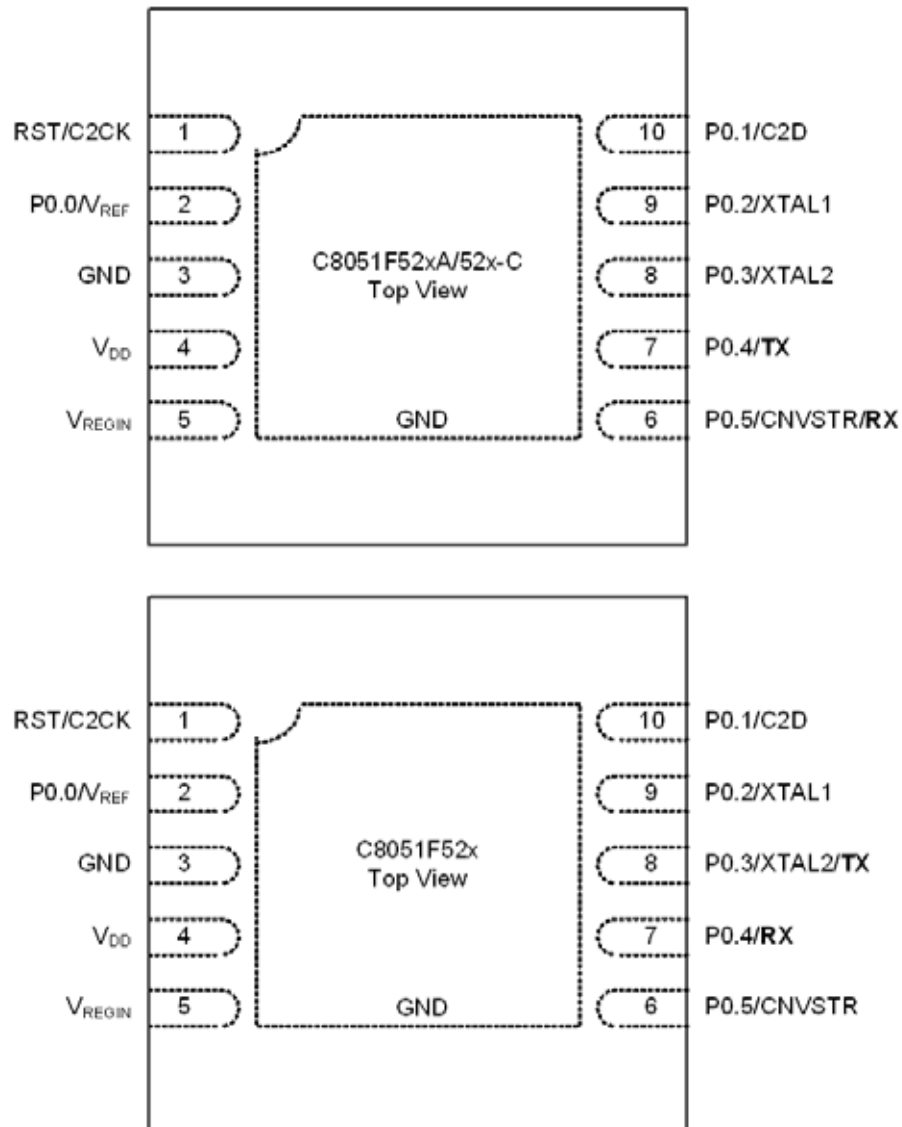 RST/C2CK 1 10 P0.1/C2D
P0.0/VREF 2 9 P0.2/XTAL1
C8051F52xA/52x-C
GND 3 8 P0.3/XTAL2
Top View
VDD 4 7 P0.4/TX
VREGIN 5 GND 6 P0.5/CNVSTR/RX
RST/C2CK 1 10 P0.1/C2D
P0.0/VREF 2 9 P0.2/XTAL1
C8051F52x
GND 3 8 P0.3/XTAL2/TX
Top View
VDD 4 7 P0.4/RX
VREGIN 5 GND 6 P0.5/CNVSTR